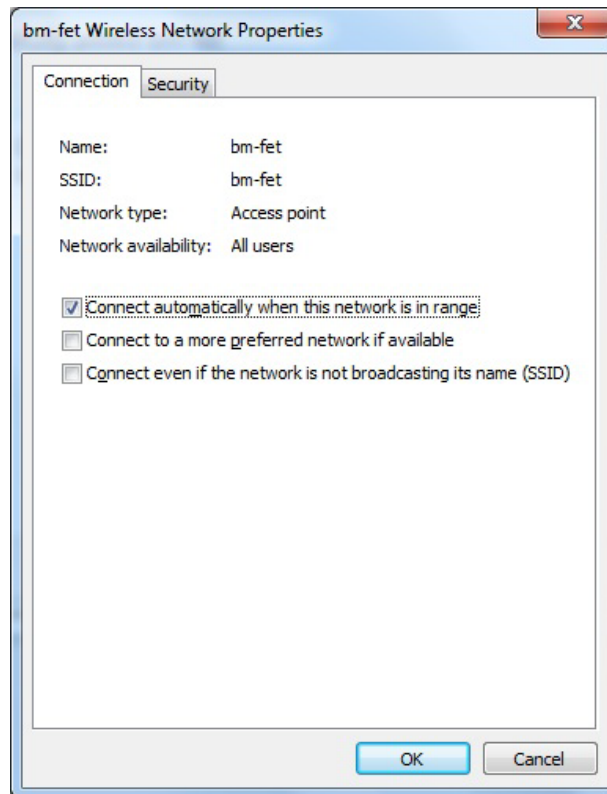 bm-fet Wireless Network Properties
Connection Security
Name: bm-fet
SSID: bm-fet
Network type: Access point
Network availability: All users
Connect automatically when this network is in range
Connect to a more preferred network if available
Connect even if the network is not broadcasting its name (SSID)
OK Cancel